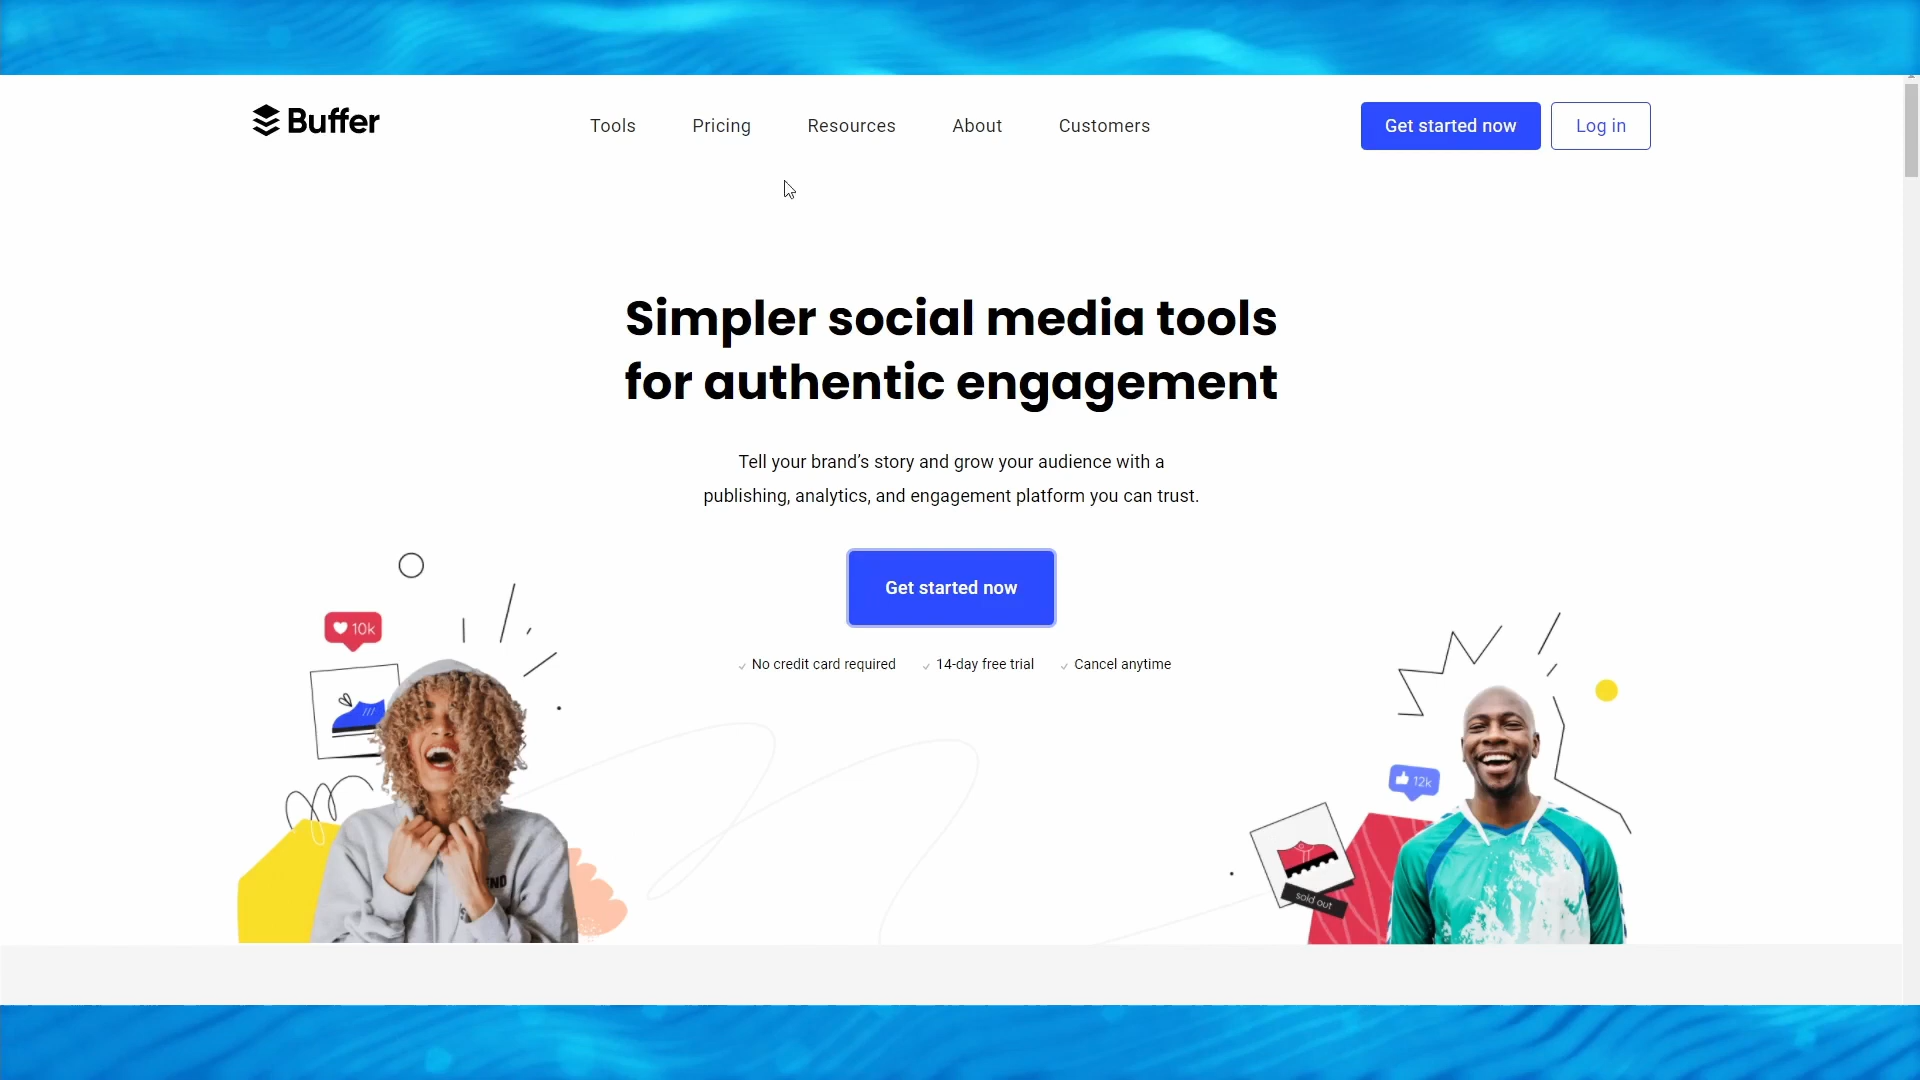 Buffer
Tools
Pricing
Resources
About
Customers
Get started now
Log in
Simpler social media tools
for authentic engagement
Tell your brand’s story and grow your audience with a
publishing, analytics, and engagement platform you can trust.
Get started now
No credit card required
14-day free trial
Cancel anytime
10k
12k
sold out